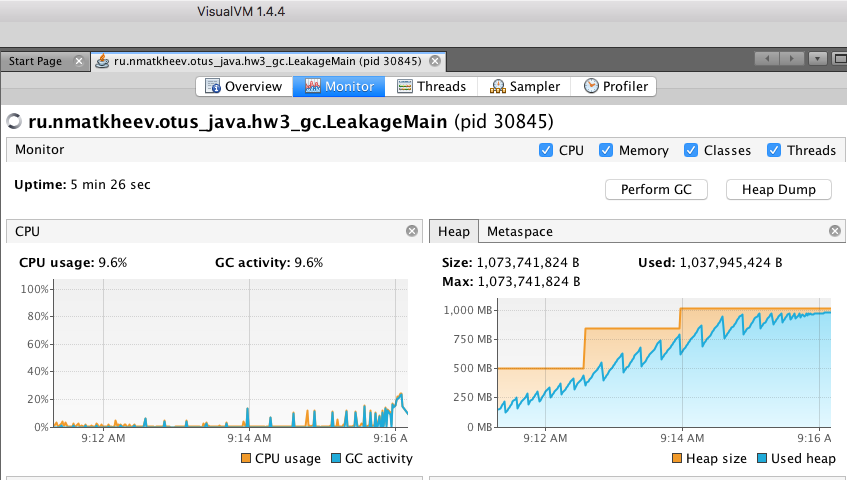 VisualVM 1.4.4
Start Page
ru.nmatkheev.otus_java.hw3_gc.LeakageMain (pid 30845)
Overview Monitor Threads Sampler Profiler
ru.nmatkheev.otus_java.hw3_gc.LeakageMain (pid 30845)
Monitor CPU Memory Classes Threads
Uptime: 5 min 26 sec Perform GC Heap Dump
CPU
CPU usage: 9.6% GC activity: 9.6%
100%
80%
60%
40%
20%
0%
9:12 AM 9:14 AM 9:16 A
CPU usage GC activity
Heap Metaspace
Size: 1,073,741,824 B Used: 1,037,945,424 B
Max: 1,073,741,824 B
1,000 MB
750 MB
500 MB
250 MB
0 MB
9:12 AM 9:14 AM 9:16 A
Heap size Used heap